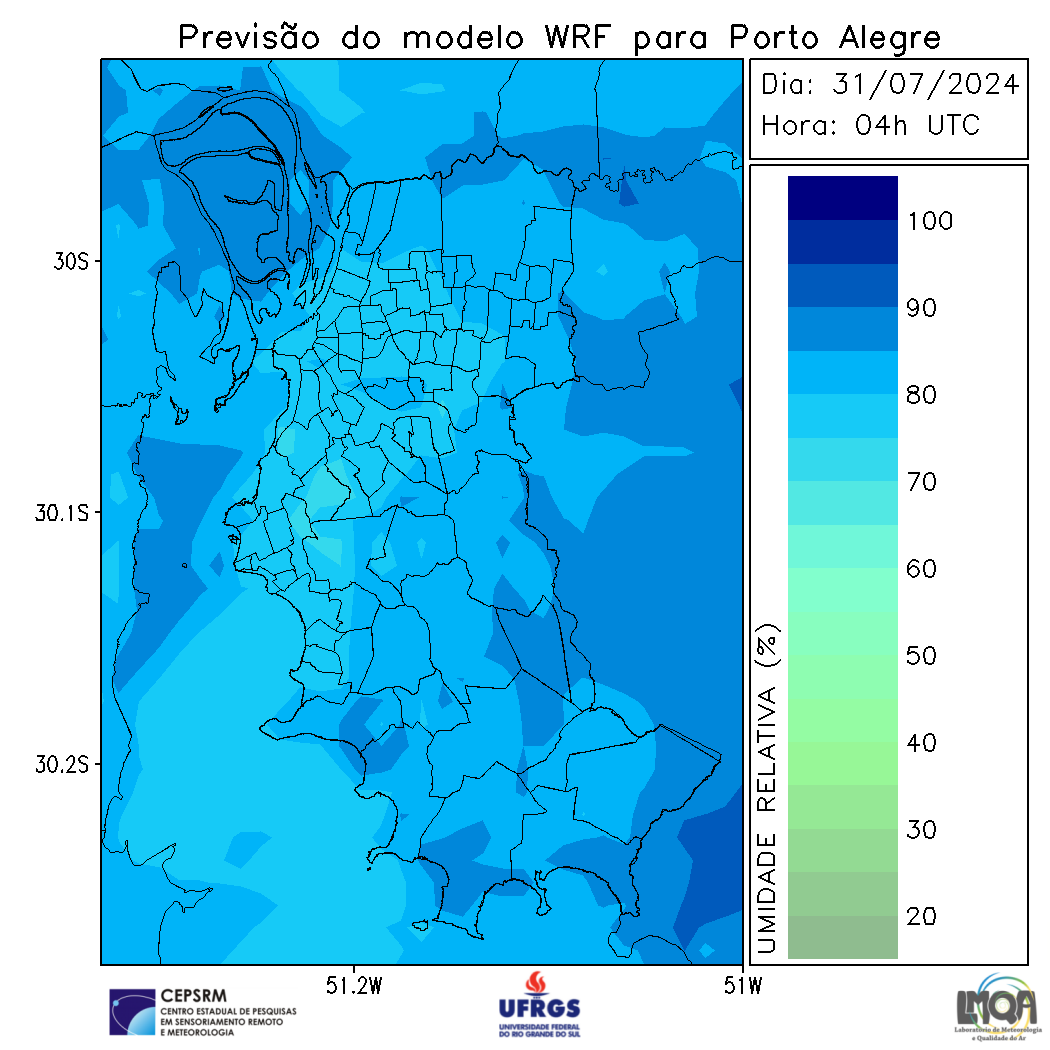 Previsão do modelo WRF para Porto Alegre
Dia: 31/07/2024
Hora: 04h UTC
30S
30.1S
30.2S
51.2W
51W
UMIDADE RELATIVA (%)
100
90
80
70
60
50
40
30
20
CEPSRM
CENTRO ESTADUAL DE PESQUISAS
EM SENSORIAMENTO REMOTO
E METEOROLOGIA
UFRGS
UNIVERSIDADE FEDERAL
DO RIO GRANDE DO SUL
LMQA
Laboratório de Meteorologia
e Qualidade do Ar